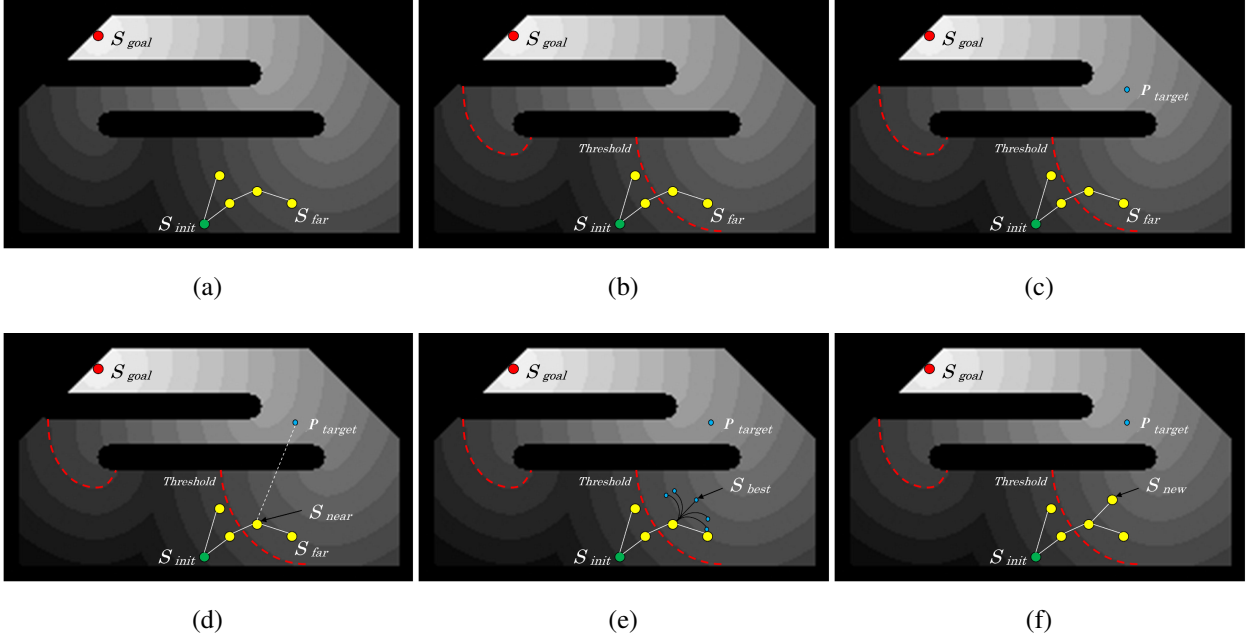 S goal
S init
S far
(a)
S goal
Threshold
S init
S far
(b)
S goal
P target
Threshold
S init
S far
(c)
S goal
P target
Threshold
S near
S init
S far
(d)
S goal
P target
Threshold
S best
S init
(e)
S goal
P target
Threshold
S new
S init
(f)